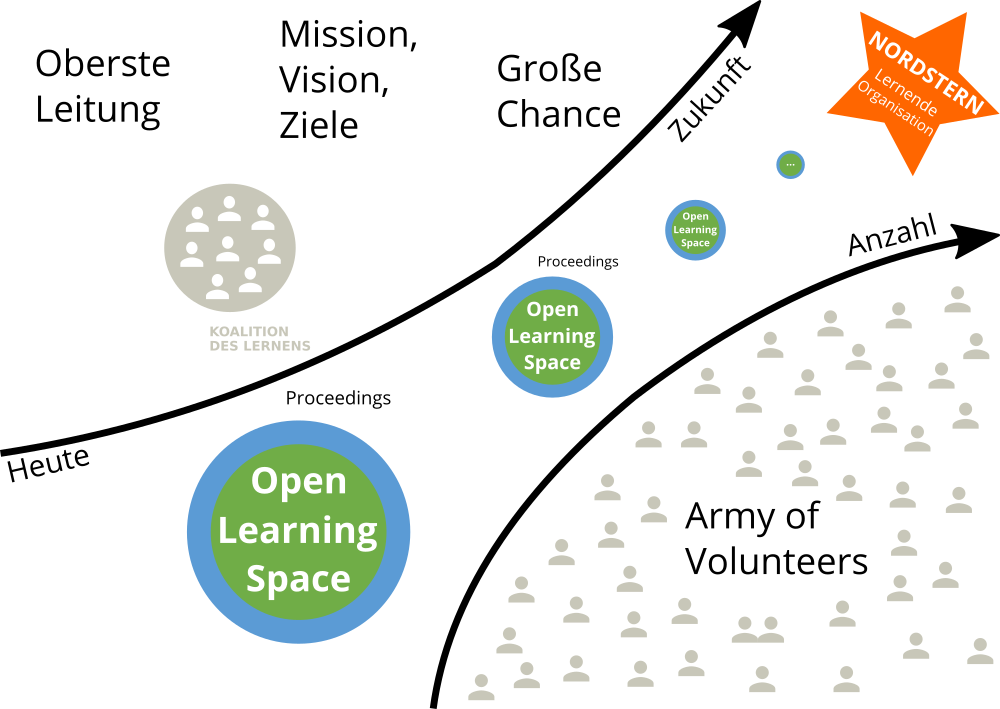 Oberste
Leitung
Mission,
Vision,
Ziele
Große
Chance
Zukunft
NORDSTERN
Lernende
Organisation
...
Open
Learning
Space
Anzahl
Proceedings
Open
Learning
Space
KOALITION
DES LERNENS
Proceedings
Heute
Open
Learning
Space
Army of
Volunteers